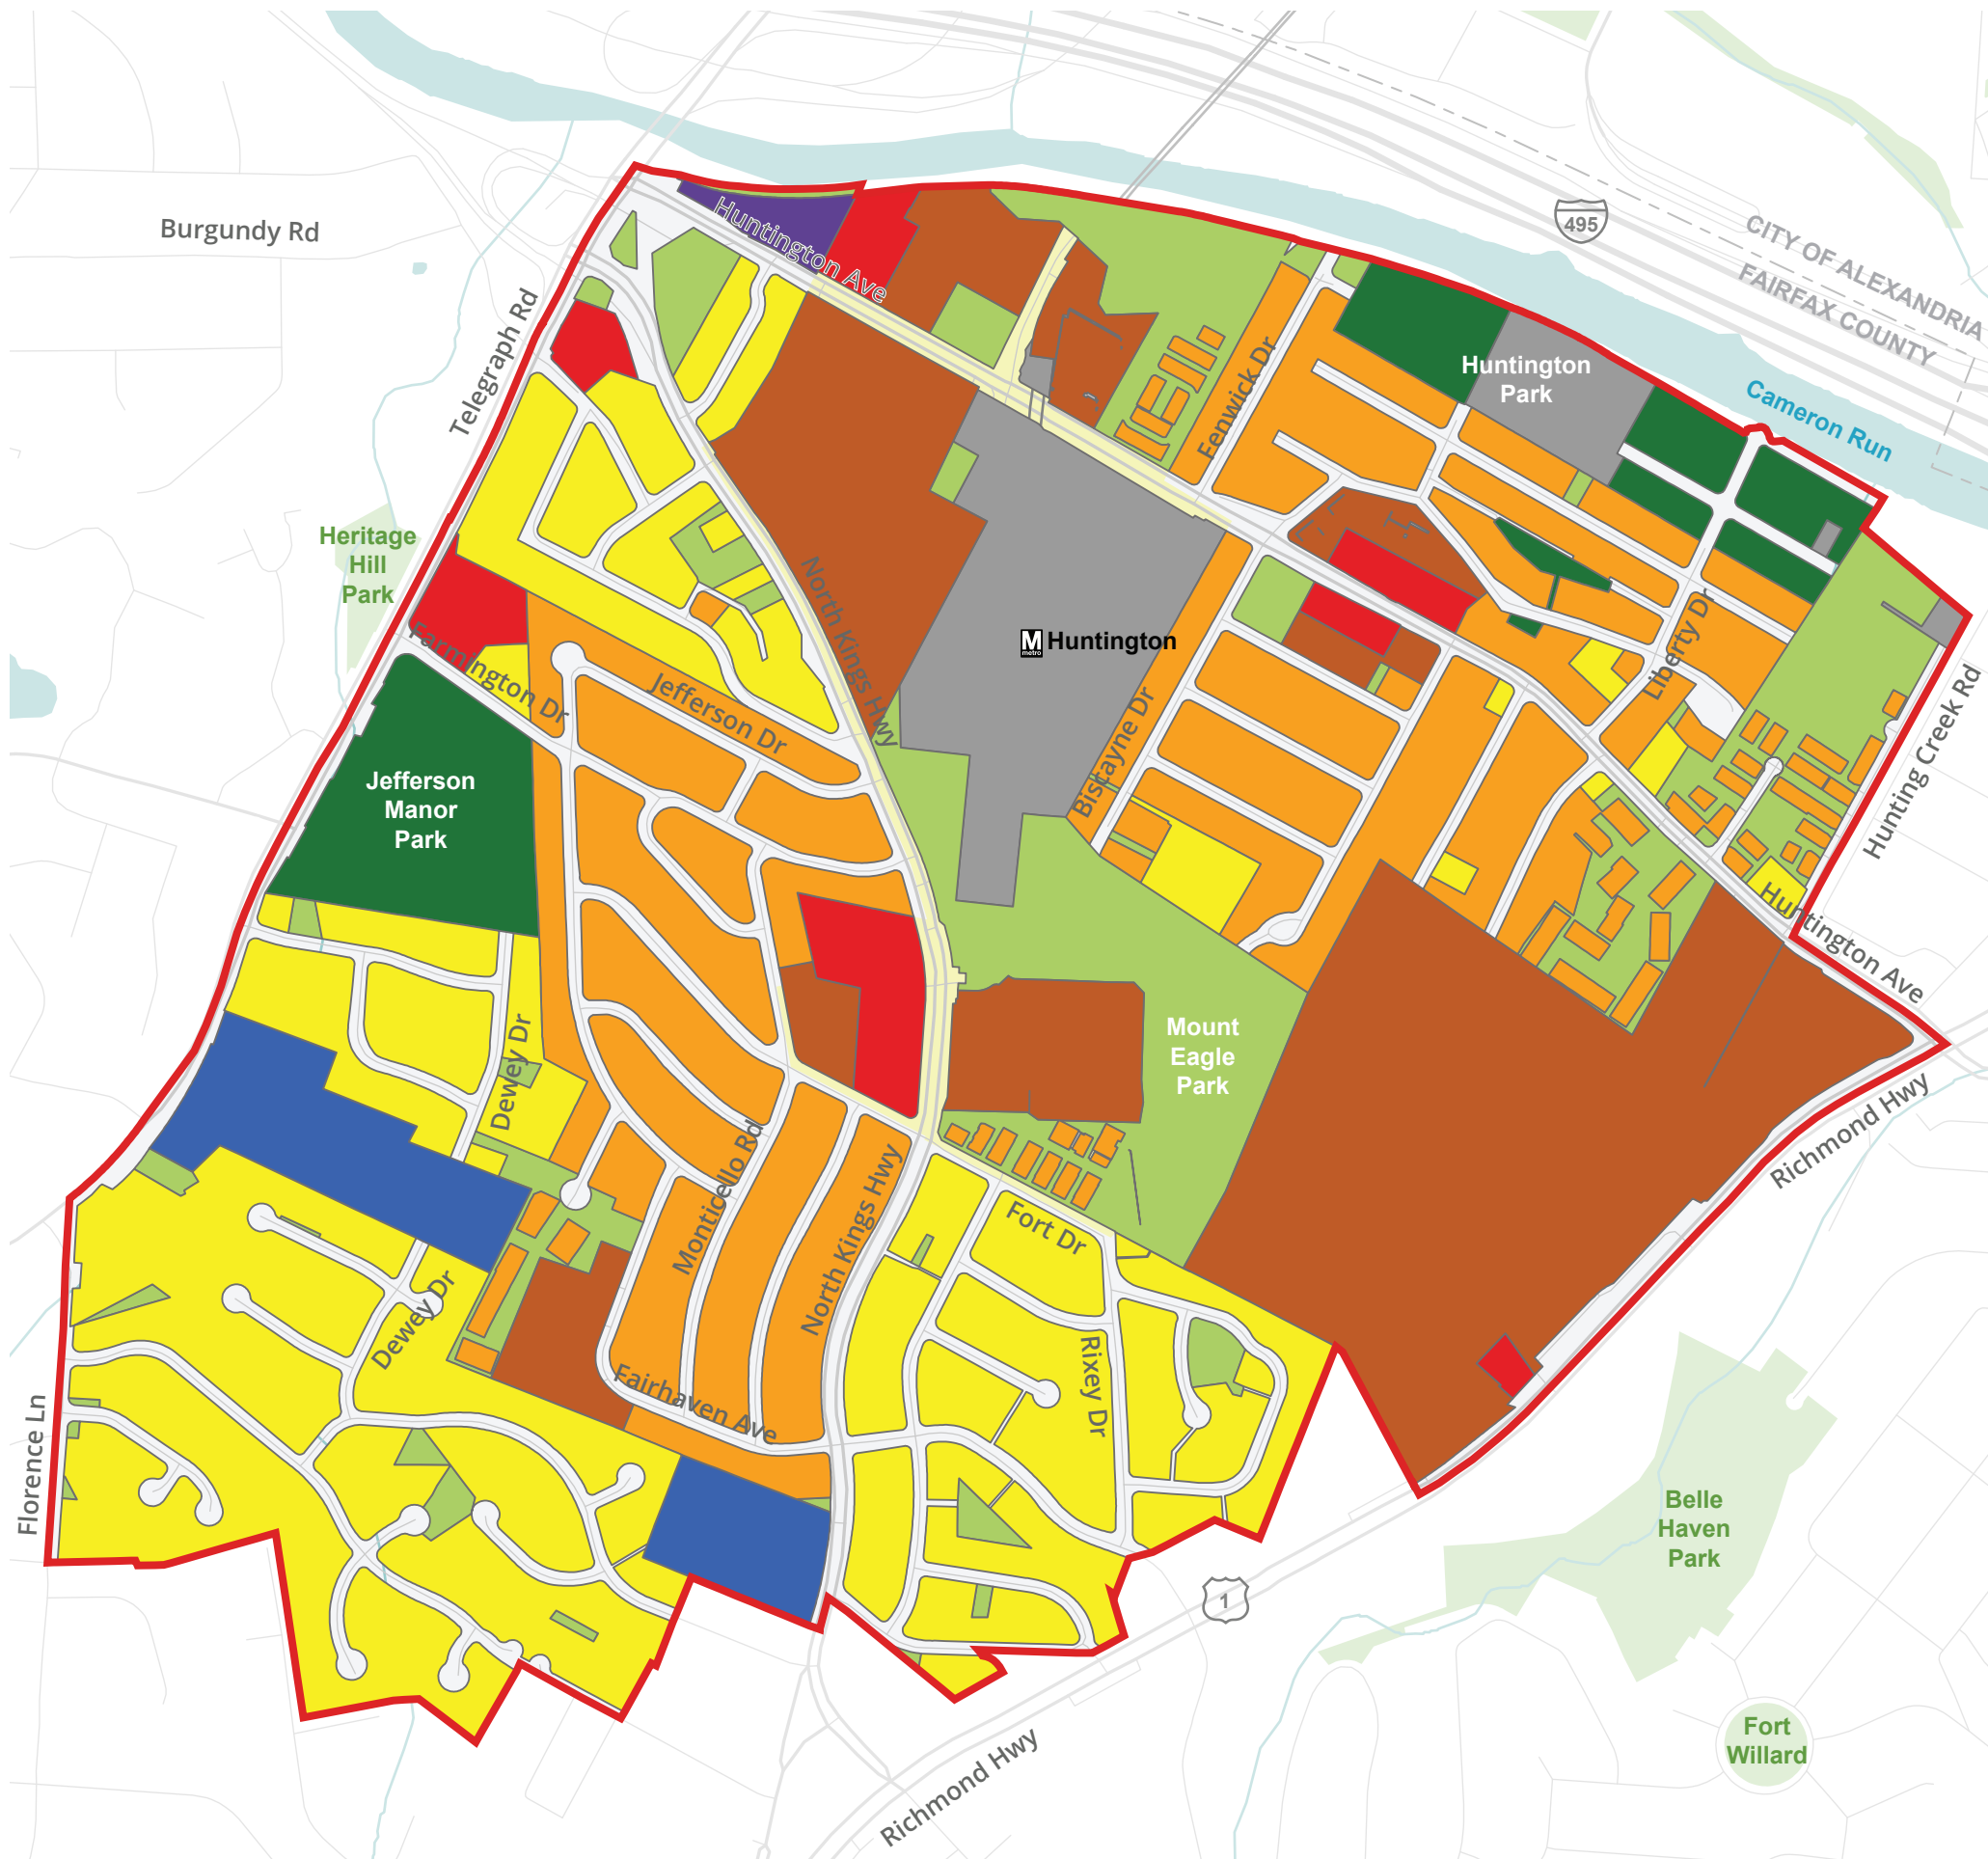 Burgundy Rd
495
CITY OF ALEXANDRIA
FAIRFAX COUNTY
Huntington Ave
Telegraph Rd
Fenwick Dr
Huntington
Park
Cameron Run
Heritage
Hill
Park
North Kings Hwy
M
metro
Huntington
Liberty Dr
Farmington Dr
Jefferson Dr
Biscayne Dr
Hunting Creek Rd
Jefferson
Manor
Park
Huntington Ave
Mount
Eagle
Park
Dewey Dr
Richmond Hwy
Monticello Rd
North Kings Hwy
Fort Dr
Dewey Dr
Rixey Dr
Fairhaven Ave
Florence Ln
Belle
Haven
Park
1
Richmond Hwy
Fort
Willard